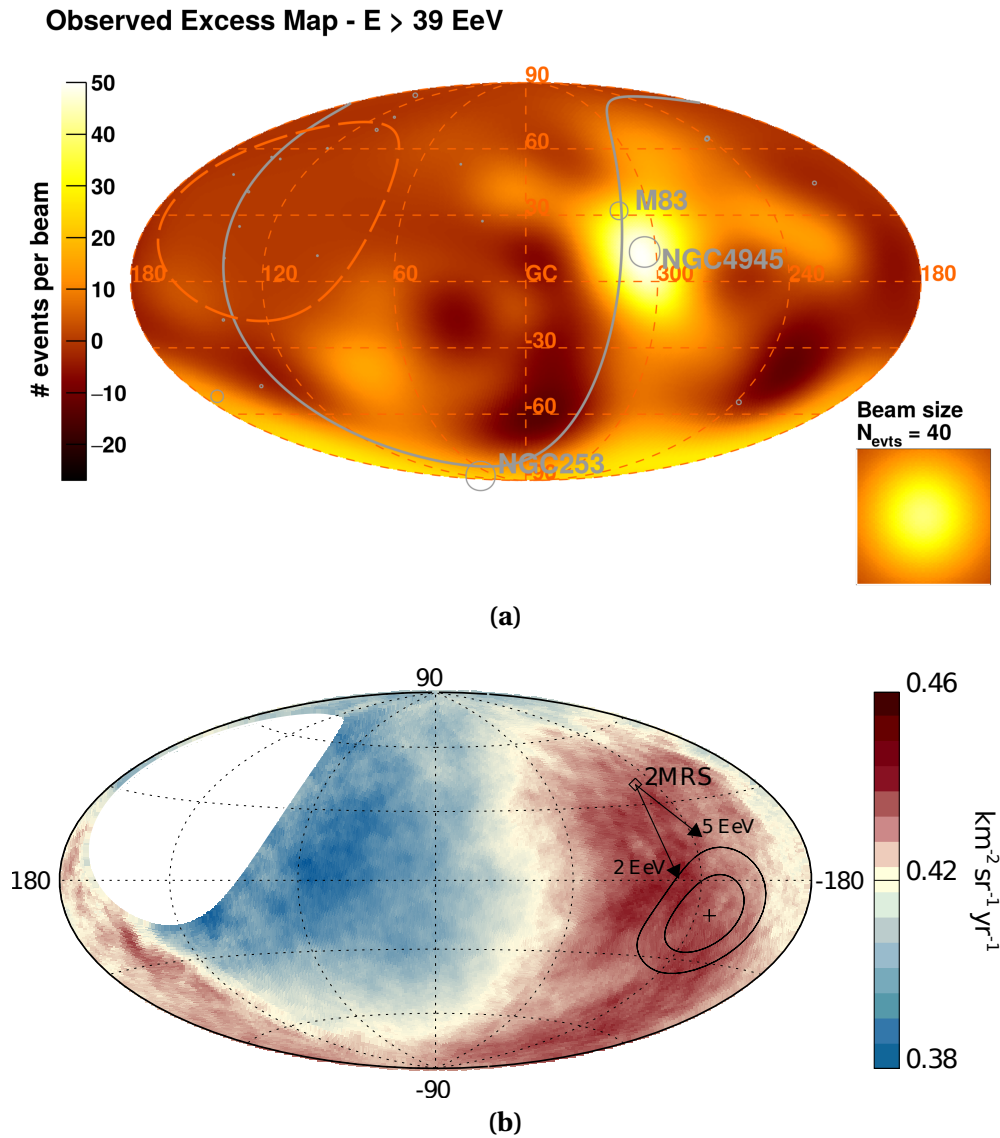 Observed Excess Map - E > 39 EeV
# events per beam
50
40
30
20
10
0
−10
−20
90
60
30
M83
NGC4945
180
120
60
GC
300
240
180
-30
-60
NGC253
-90
Beam size
N_evts = 40
(a)
90
2MRS
5 EeV
2 EeV
180
-180
-90
0.46
0.42
0.38
km^-2 sr^-1 yr^-1
(b)